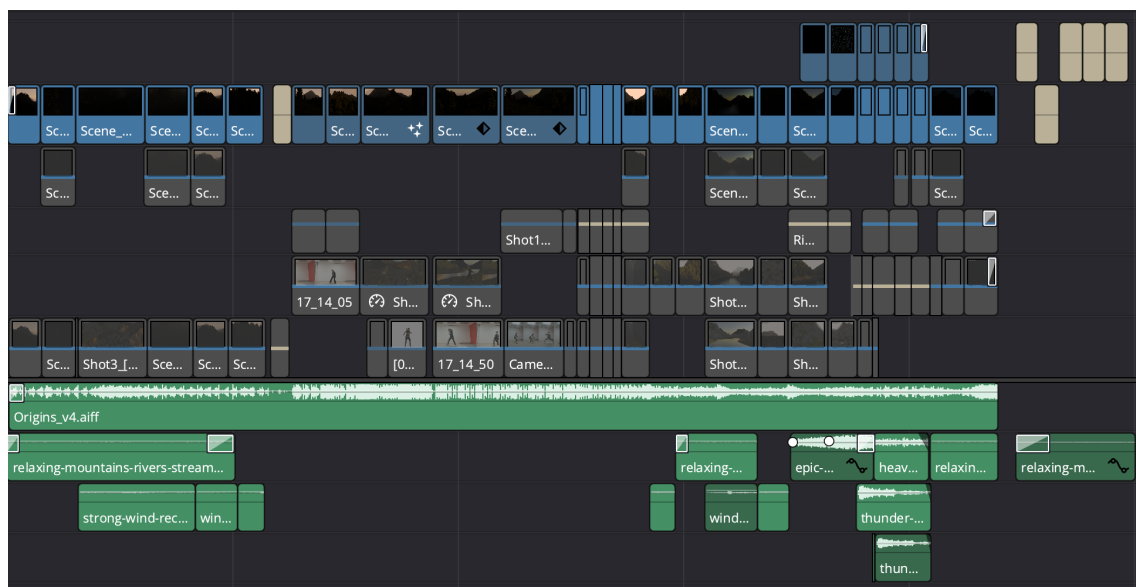 Sc...
Scene_...
Sce...
Sc...
Sc...
Sc...
Sc...
Sc...
Sce...
Scen...
Sc...
Sc...
Sc...
Sc...
Sce...
Sc...
Scen...
Sc...
Sc...
Shot1...
Ri...
17_14_05
Sh...
Sh...
Shot...
Sh...
Sc...
Shot3_[...
Sce...
Sc...
Sc...
[0...
17_14_50
Came...
Shot...
Sh...
Origins_v4.aiff
relaxing-mountains-rivers-stream...
relaxing-...
epic-...
heav...
relaxin...
relaxing-m...
strong-wind-rec...
win...
wind...
thunder-...
thun...